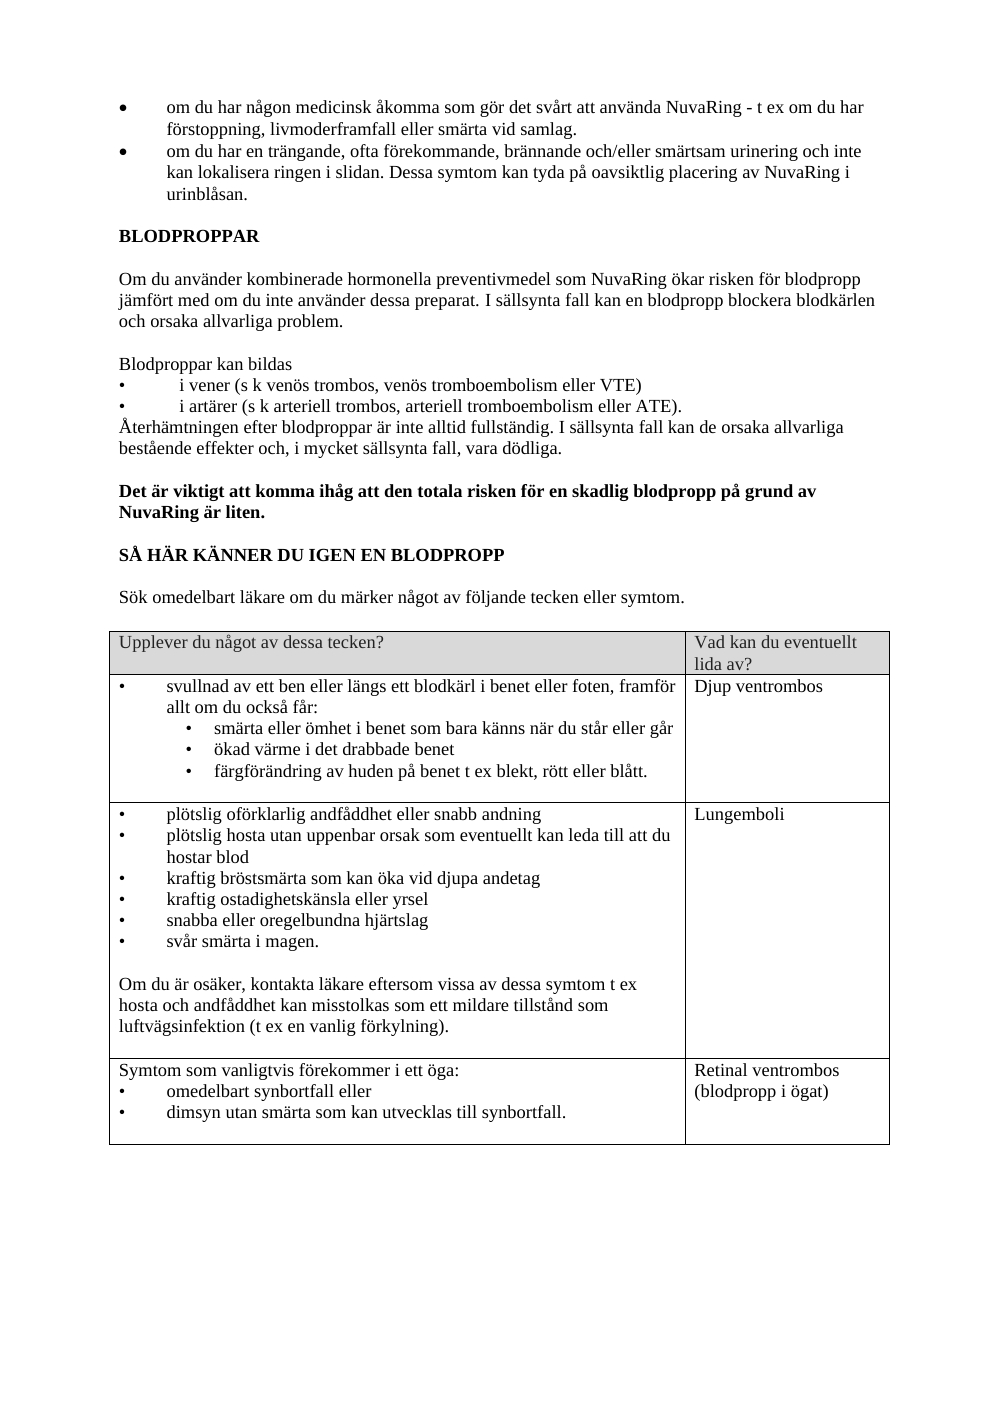 • om du har någon medicinsk åkomma som gör det svårt att använda NuvaRing - t ex om du har
förstoppning, livmoderframfall eller smärta vid samlag.
• om du har en trängande, ofta förekommande, brännande och/eller smärtsam urinering och inte
kan lokalisera ringen i slidan. Dessa symtom kan tyda på oavsiktlig placering av NuvaRing i
urinblåsan.
BLODPROPPAR
Om du använder kombinerade hormonella preventivmedel som NuvaRing ökar risken för blodpropp
jämfört med om du inte använder dessa preparat. I sällsynta fall kan en blodpropp blockera blodkärlen
och orsaka allvarliga problem.
Blodproppar kan bildas
• i vener (s k venös trombos, venös tromboembolism eller VTE)
• i artärer (s k arteriell trombos, arteriell tromboembolism eller ATE).
Återhämtningen efter blodproppar är inte alltid fullständig. I sällsynta fall kan de orsaka allvarliga
bestående effekter och, i mycket sällsynta fall, vara dödliga.
Det är viktigt att komma ihåg att den totala risken för en skadlig blodpropp på grund av
NuvaRing är liten.
SÅ HÄR KÄNNER DU IGEN EN BLODPROPP
Sök omedelbart läkare om du märker något av följande tecken eller symtom.
Upplever du något av dessa tecken?
Vad kan du eventuellt
lida av?
• svullnad av ett ben eller längs ett blodkärl i benet eller foten, framför
allt om du också får:
• smärta eller ömhet i benet som bara känns när du står eller går
• ökad värme i det drabbade benet
• färgförändring av huden på benet t ex blekt, rött eller blått.
Djup ventrombos
• plötslig oförklarlig andfåddhet eller snabb andning
• plötslig hosta utan uppenbar orsak som eventuellt kan leda till att du
hostar blod
• kraftig bröstsmärta som kan öka vid djupa andetag
• kraftig ostadighetskänsla eller yrsel
• snabba eller oregelbundna hjärtslag
• svår smärta i magen.
Om du är osäker, kontakta läkare eftersom vissa av dessa symtom t ex
hosta och andfåddhet kan misstolkas som ett mildare tillstånd som
luftvägsinfektion (t ex en vanlig förkylning).
Lungemboli
Symtom som vanligtvis förekommer i ett öga:
• omedelbart synbortfall eller
• dimsyn utan smärta som kan utvecklas till synbortfall.
Retinal ventrombos
(blodpropp i ögat)